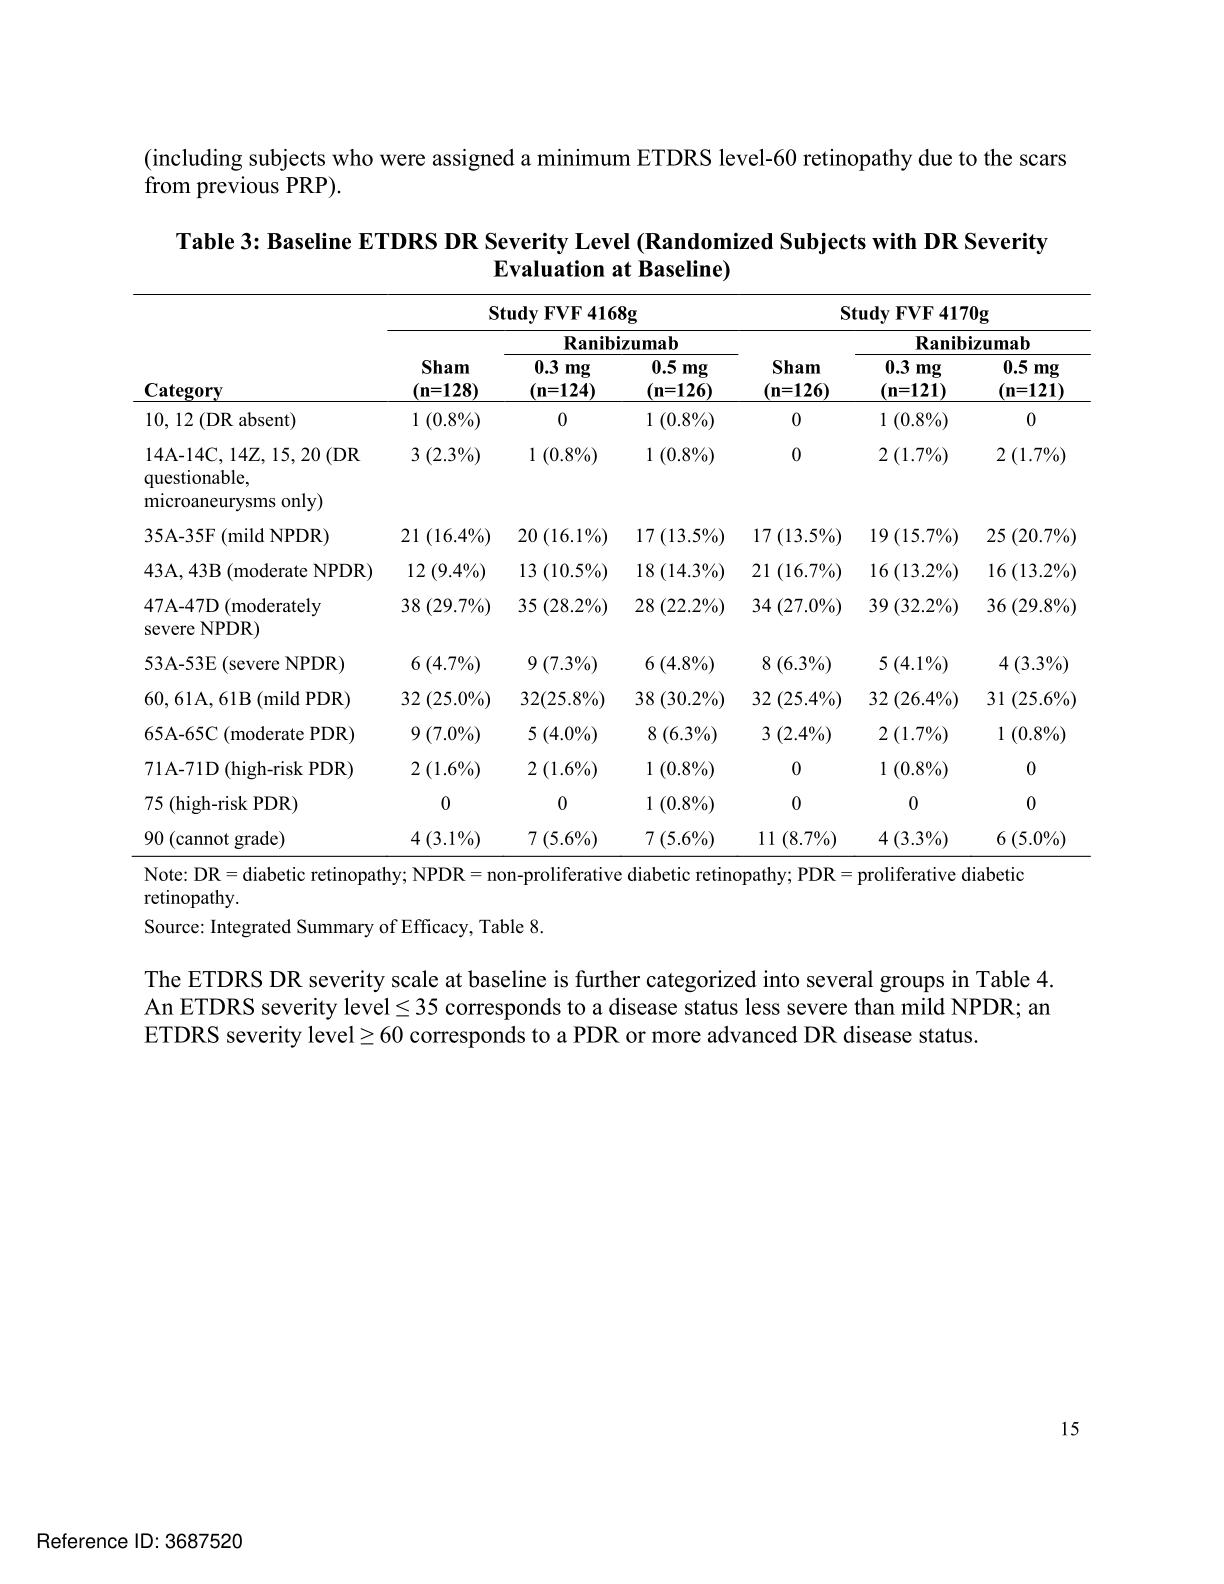 (including subjects who were assigned a minimum ETDRS level-60 retinopathy due to the scars
from previous PRP).
Table 3: Baseline ETDRS DR Severity Level (Randomized Subjects with DR Severity
Evaluation at Baseline)
Study FVF 4168g Study FVF 4170g
Ranibizumab Ranibizumab
Sham 0.3 mg 0.5 mg Sham 0.3 mg 0.5 mg
Category (n=128) (n=124) (n=126) (n=126) (n=121) (n=121)
10, 12 (DR absent) 1 (0.8%) 0 1 (0.8%) 0 1 (0.8%) 0
14A-14C, 14Z, 15, 20 (DR 3 (2.3%) 1 (0.8%) 1 (0.8%) 0 2 (1.7%) 2 (1.7%)
questionable,
microaneurysms only)
35A-35F (mild NPDR) 21 (16.4%) 20 (16.1%) 17 (13.5%) 17 (13.5%) 19 (15.7%) 25 (20.7%)
43A, 43B (moderate NPDR) 12 (9.4%) 13 (10.5%) 18 (14.3%) 21 (16.7%) 16 (13.2%) 16 (13.2%)
47A-47D (moderately 38 (29.7%) 35 (28.2%) 28 (22.2%) 34 (27.0%) 39 (32.2%) 36 (29.8%)
severe NPDR)
53A-53E (severe NPDR) 6 (4.7%) 9 (7.3%) 6 (4.8%) 8 (6.3%) 5 (4.1%) 4 (3.3%)
60, 61A, 61B (mild PDR) 32 (25.0%) 32(25.8%) 38 (30.2%) 32 (25.4%) 32 (26.4%) 31 (25.6%)
65A-65C (moderate PDR) 9 (7.0%) 5 (4.0%) 8 (6.3%) 3 (2.4%) 2 (1.7%) 1 (0.8%)
71A-71D (high-risk PDR) 2 (1.6%) 2 (1.6%) 1 (0.8%) 0 1 (0.8%) 0
75 (high-risk PDR) 0 0 1 (0.8%) 0 0 0
90 (cannot grade) 4 (3.1%) 7 (5.6%) 7 (5.6%) 11 (8.7%) 4 (3.3%) 6 (5.0%)
Note: DR = diabetic retinopathy; NPDR = non-proliferative diabetic retinopathy; PDR = proliferative diabetic
retinopathy.
Source: Integrated Summary of Efficacy, Table 8.
The ETDRS DR severity scale at baseline is further categorized into several groups in Table 4.
An ETDRS severity level ≤ 35 corresponds to a disease status less severe than mild NPDR; an
ETDRS severity level ≥ 60 corresponds to a PDR or more advanced DR disease status.
15
Reference ID: 3687520